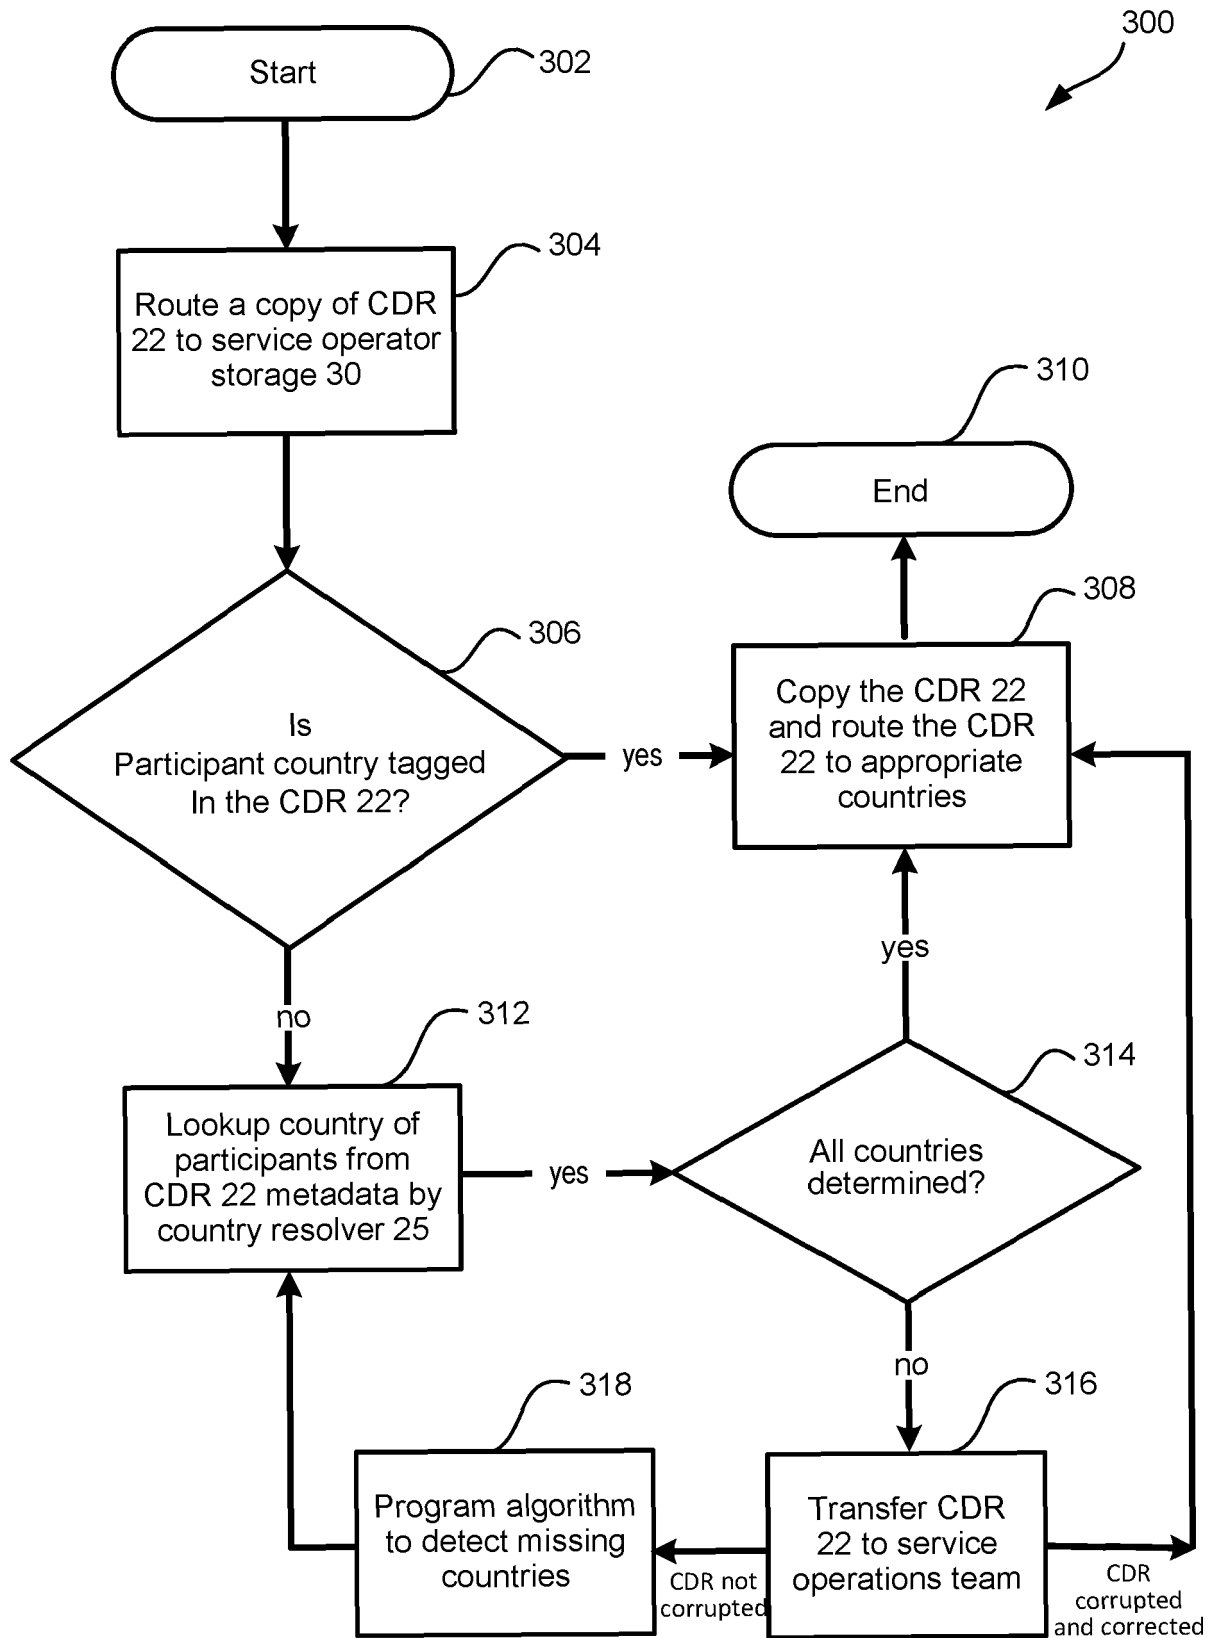 300
Start
302
Route a copy of CDR
22 to service operator
storage 30
304
Is
Participant country tagged
In the CDR 22?
306
yes
no
End
310
Copy the CDR 22
and route the CDR
22 to appropriate
countries
308
yes
Lookup country of
participants from
CDR 22 metadata by
country resolver 25
312
yes
All countries
determined?
314
no
Transfer CDR
22 to service
operations team
316
CDR not
corrupted
CDR
corrupted
and corrected
Program algorithm
to detect missing
countries
318